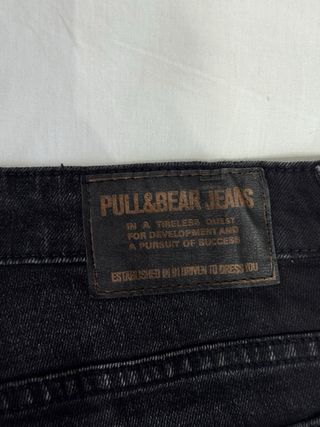 PULL&BEAR JEANS
IN A TIRELESS QUEST
FOR DEVELOPMENT AND
A PURSUIT OF SUCCESS
ESTABLISHED IN 91 DRIVEN TO DRESS YOU